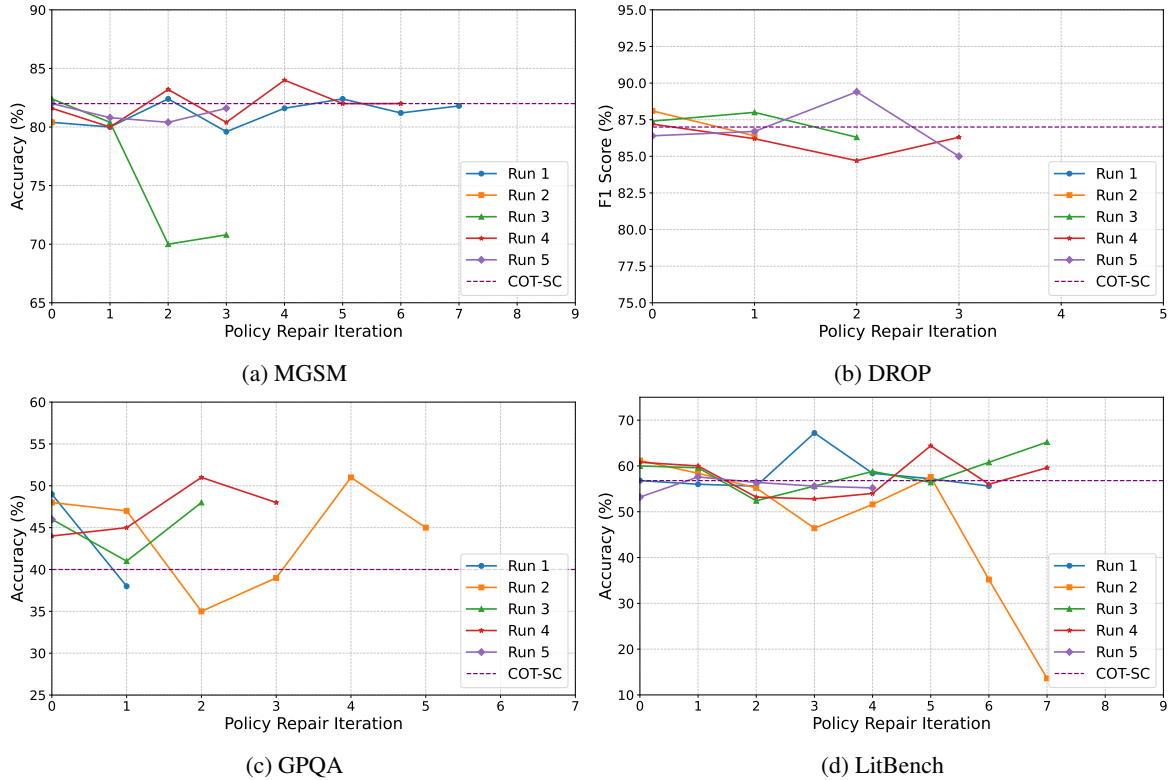 90
85
80
75
70
65
Accuracy (%)
0 1 2 3 4 5 6 7 8 9
Policy Repair Iteration
Run 1
Run 2
Run 3
Run 4
Run 5
COT-SC
(a) MGSM
95.0
92.5
90.0
87.5
85.0
82.5
80.0
77.5
75.0
F1 Score (%)
0 1 2 3 4 5
Policy Repair Iteration
Run 1
Run 2
Run 3
Run 4
Run 5
COT-SC
(b) DROP
60
55
50
45
40
35
30
25
Accuracy (%)
0 1 2 3 4 5 6 7
Policy Repair Iteration
Run 1
Run 2
Run 3
Run 4
Run 5
COT-SC
(c) GPQA
70
60
50
40
30
20
10
Accuracy (%)
0 1 2 3 4 5 6 7 8 9
Policy Repair Iteration
Run 1
Run 2
Run 3
Run 4
Run 5
COT-SC
(d) LitBench